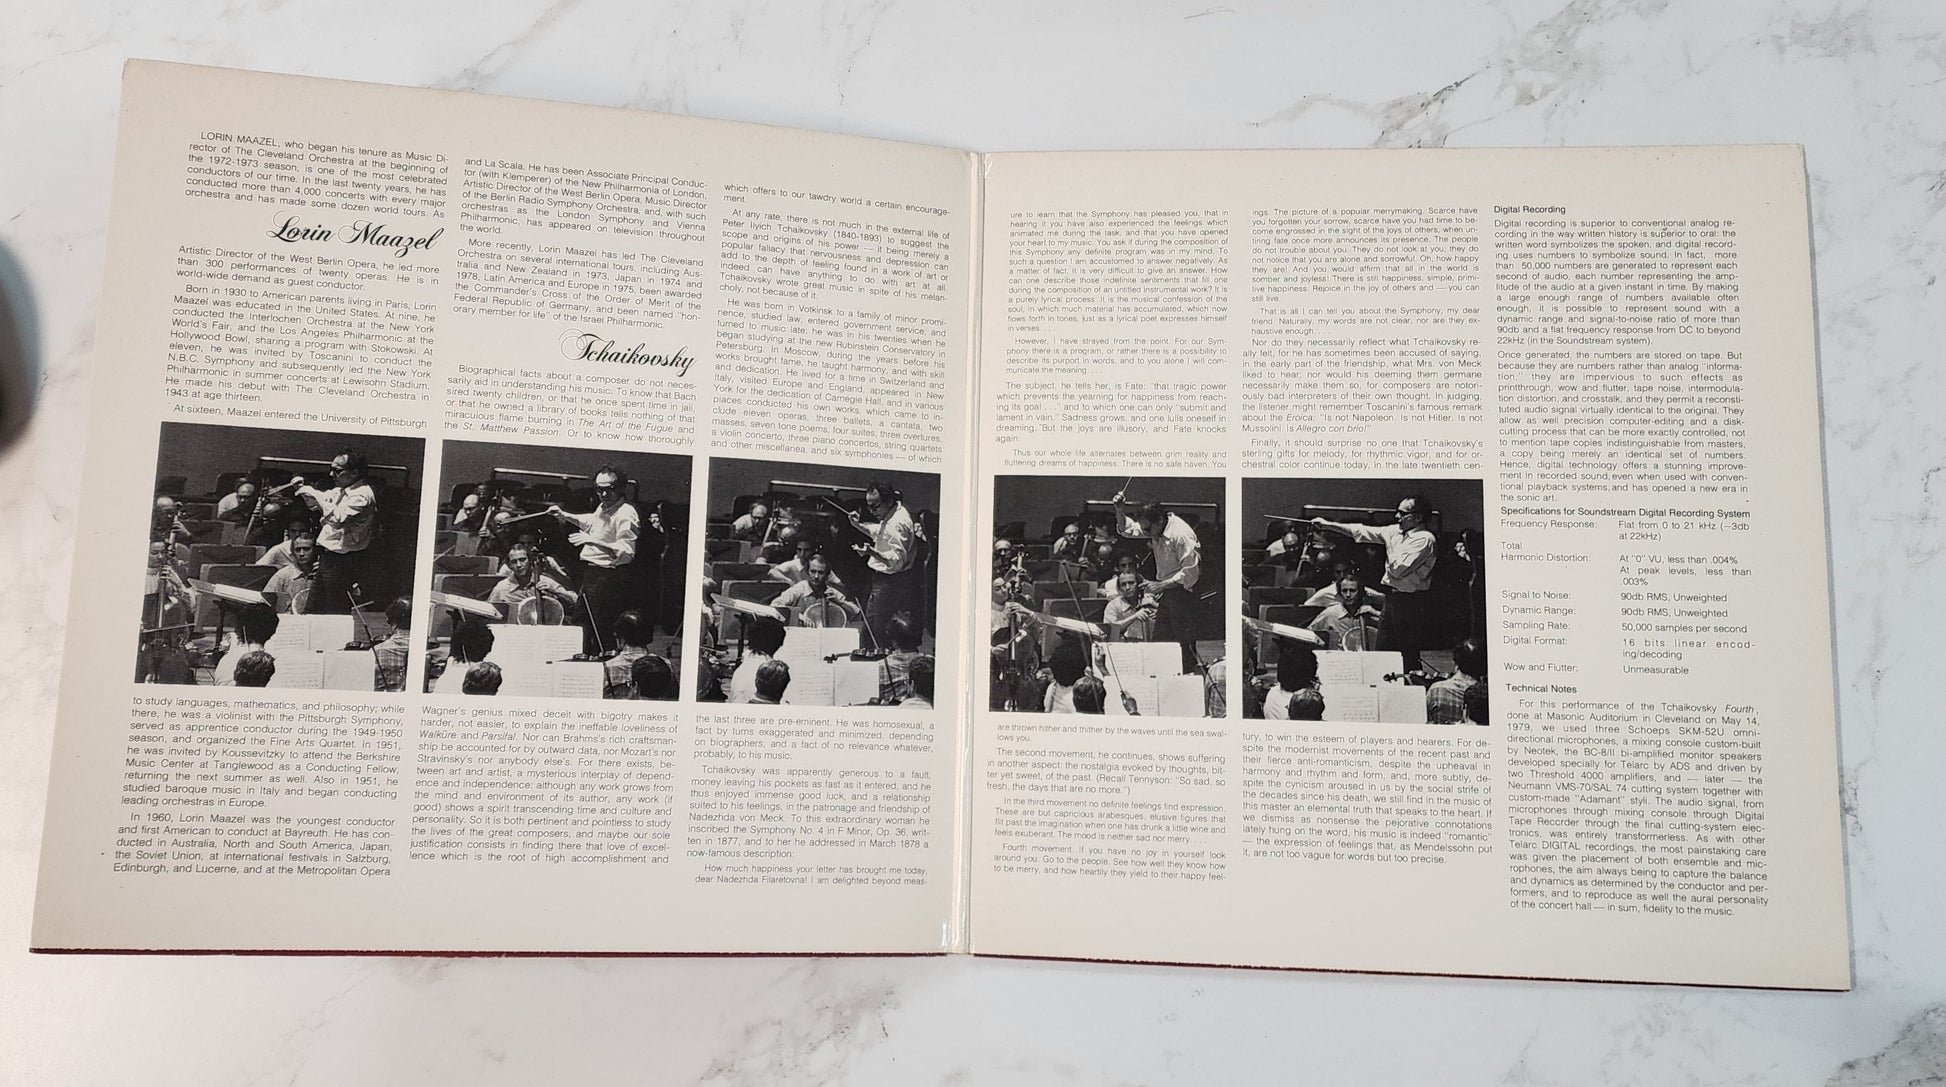 LORIN MAAZEL, who began his tenure as Music Di-
rector of The Cleveland Orchestra at the beginning of
the 1972-1973 season, is one of the most celebrated
conductors of our time. In the last twenty years, he has
conducted more than 4,000 concerts with every major
orchestra and has made some dozen world tours. As
Lorin Maazel
Artistic Director of the West Berlin Opera, he led more
than 300 performances of twenty operas. He is in
world-wide demand as guest conductor.
Born in 1930 to American parents living in Paris, Lorin
Maazel was educated in the United States. At nine, he
conducted the Interlochen Orchestra at the New York
World's Fair, and the Los Angeles Philharmonic at the
Hollywood Bowl, sharing a program with Stokowski. At
eleven, he was invited by Toscanini to conduct the
N.B.C. Symphony and subsequently led the New York
Philharmonic in summer concerts at Lewisohn Stadium.
He made his debut with The Cleveland Orchestra in
1943 at age thirteen.
At sixteen, Maazel entered the University of Pittsburgh
to study languages, mathematics, and philosophy; while
there, he was a violinist with the Pittsburgh Symphony,
served as apprentice conductor during the 1949-1950
season, and organized the Fine Arts Quartet. In 1951,
he was invited by Koussevitzky to attend the Berkshire
Music Center at Tanglewood as a Conducting Fellow,
returning the next summer as well. Also in 1951, he
studied baroque music in Italy and began conducting
leading orchestras in Europe.
In 1960, Lorin Maazel was the youngest conductor
and first American to conduct at Bayreuth. He has con-
ducted in Australia, North and South America, Japan,
the Soviet Union, at international festivals in Salzburg,
Edinburgh, and Lucerne, and at the Metropolitan Opera
and La Scala. He has been Associate Principal Conduc-
tor (with Klemperer) of the New Philharmonia of London,
Artistic Director of the West Berlin Opera, Music Director
of the Berlin Radio Symphony Orchestra, and, with such
orchestras as the London Symphony and Vienna
Philharmonic, has appeared on television throughout
the world.
More recently, Lorin Maazel has led The Cleveland
Orchestra on several international tours, including Aus-
tralia and New Zealand in 1973, Japan in 1974 and
1978, Latin America and Europe in 1975, been awarded
the Commander's Cross of the Order of Merit of the
Federal Republic of Germany, and been named "hon-
orary member for life" of the Israel Philharmonic.
Tchaikovsky
Biographical facts about a composer do not neces-
sarily aid in understanding his music. To know that Bach
sired twenty children, or that he once spent time in jail,
or that he owned a library of books tells nothing of that
miraculous flame burning in The Art of the Fugue and
the St. Matthew Passion. Or to know how thoroughly
Wagner's genius mixed deceit with bigotry makes it
harder, not easier, to explain the ineffable loveliness of
Walküre and Parsifal. Nor can Brahms's rich craftsman-
ship be accounted for by outward data, nor Mozart's nor
Stravinsky's nor anybody else's. For there exists, be-
tween art and artist, a mysterious interplay of depend-
ence and independence: although any work grows from
the mind and environment of its author, any work (if
good) shows a spirit transcending time and culture and
personality. So it is both pertinent and pointless to study
the lives of the great composers, and maybe our sole
justification consists in finding there that love of excel-
lence which is the root of high accomplishment and
which offers to our tawdry world a certain encourage-
ment.
At any rate, there is not much in the external life of
Peter Ilyich Tchaikovsky (1840-1893) to suggest the
scope and origins of his power — it being merely a
popular fallacy that nervousness and depression can
add to the depth of feeling found in a work of art or
indeed can have anything to do with art at all.
Tchaikovsky wrote great music in spite of his melan-
choly, not because of it.
He was born in Votkinsk to a family of minor promi-
nence, studied law, entered government service, and
turned to music late; he was in his twenties when he
began studying at the new Rubinstein Conservatory in
Petersburg. In Moscow, during the years before his
works brought him fame, he taught harmony, and with skill
and dedication. He lived for a time in Switzerland and
Italy, visited Europe and England, appeared in New
York for the dedication of Carnegie Hall, and in various
places conducted his own works, which came to in-
clude eleven operas, three ballets, a cantata, two
masses, seven tone poems, four suites, three overtures,
a violin concerto, three piano concertos, string quartets
and other miscellanea, and six symphonies — of which
the last three are pre-eminent. He was homosexual, a
fact by turns exaggerated and minimized, depending
on biographers, and a fact of no relevance whatever,
probably, to his music.
Tchaikovsky was apparently generous to a fault,
money leaving his pockets as fast as it entered, and he
thus enjoyed immense good luck, and a relationship
suited to his feelings, in the patronage and friendship of
Nadezhda von Meck. To this extraordinary woman he
inscribed the Symphony No. 4 in F Minor, Op. 36, writ-
ten in 1877, and to her he addressed in March 1878 a
now-famous description:
How much happiness your letter has brought me today,
dear Nadezhda Filaretovna! I am delighted beyond meas-
ure to learn that the Symphony has pleased you, that in
hearing it you have also experienced the feelings which
animated me during the task, and that you have opened
your heart to my music. You ask if during the composition of
this Symphony any definite program was in my mind. To
such a question I am accustomed to answer negatively. As
a matter of fact, it is very difficult to give an answer. How
can one describe those indefinite sentiments that fill one
during the composition of an untitled instrumental work? It is
a purely lyrical process. It is the musical confession of the
soul, in which much material has accumulated, which now
flows forth in tones, just as a lyrical poet expresses himself
in verses. . . .
However, I have strayed from the point. For our Sym-
phony there is a program, or rather there is a possibility to
describe its purport in words, and to you alone I will com-
municate the meaning. . . .
The subject, he tells her, is Fate: "that tragic power
which prevents the yearning for happiness from reach-
ing its goal . . ." and to which one can only "submit and
lament in vain." Sadness grows, and one lulls oneself in
dreaming. "But the joys are illusory, and Fate knocks
again:
Thus our whole life alternates between grim reality and
fluttering dreams of happiness. There is no safe haven. You
are thrown hither and thither by the waves until the sea swal-
lows you.
The second movement, he continues, shows suffering
in another aspect: the nostalgia evoked by thoughts, bit-
ter yet sweet, of the past. (Recall Tennyson: "So sad, so
fresh, the days that are no more.")
In the third movement no definite feelings find expression.
These are but capricious arabesques, elusive figures that
flit past the imagination when one has drunk a little wine and
feels exuberant. The mood is neither sad nor merry. . . .
Fourth movement. If you have no joy in yourself look
around you. Go to the people. See how well they know how
to be merry, and how heartily they yield to their happy feel-
ings. The picture of a popular merrymaking. Scarce have
you forgotten your sorrow, scarce have you had time to be-
come engrossed in the sight of the joys of others, when un-
tiring fate once more announces its presence. The people
do not trouble about you. They do not look at you; they do
not notice that you are alone and sorrowful. Oh, how happy
they are! And you would affirm that all in the world is
somber and joyless! There is still happiness, simple, primi-
tive happiness. Rejoice in the joy of others and — you can
still live.
That is all I can tell you about the Symphony, my dear
friend. Naturally, my words are not clear, nor are they ex-
haustive enough. . . .
Nor do they necessarily reflect what Tchaikovsky re-
ally felt, for he has sometimes been accused of saying,
in the early part of the friendship, what Mrs. von Meck
liked to hear; nor would his deeming them germane
necessarily make them so, for composers are notori-
ously bad interpreters of their own thought. In judging,
the listener might remember Toscanini's famous remark
about the Eroica: "Is not Napoleon. Is not Hitler. Is not
Mussolini. Is Allegro con brio!"
Finally, it should surprise no one that Tchaikovsky's
sterling gifts for melody, for rhythmic vigor, and for or-
chestral color continue today, in the late twentieth cen-
tury, to win the esteem of players and hearers. For de-
spite the modernist movements of the recent past and
their fierce anti-romanticism, despite the upheaval in
harmony and rhythm and form, and, more subtly, de-
spite the cynicism aroused in us by the social strife of
the decades since his death, we still find in the music of
this master an elemental truth that speaks to the heart. If
we dismiss as nonsense the pejorative connotations
lately hung on the word, his music is indeed "romantic"
— the expression of feelings that, as Mendelssohn put
it, are not too vague for words but too precise.
Digital Recording
Digital recording is superior to conventional analog re-
cording in the way written history is superior to oral: the
written word symbolizes the spoken, and digital record-
ing uses numbers to symbolize sound. In fact, more
than 50,000 numbers are generated to represent each
second of audio, each number representing the amp-
litude of the audio at a given instant in time. By making
a large enough range of numbers available often
enough, it is possible to represent sound with a
dynamic range and signal-to-noise ratio of more than
90db and a flat frequency response from DC to beyond
22kHz (in the Soundstream system).
Once generated, the numbers are stored on tape. But
because they are numbers rather than analog "informa-
tion;" they are impervious to such effects as
printthrough, wow and flutter, tape noise, intermodula-
tion distortion, and crosstalk, and they permit a reconsti-
tuted audio signal virtually identical to the original. They
allow as well precision computer-editing and a disk-
cutting process that can be more exactly controlled, not
to mention tape copies indistinguishable from masters,
a copy being merely an identical set of numbers.
Hence, digital technology offers a stunning improve-
ment in recorded sound, even when used with conven-
tional playback systems, and has opened a new era in
the sonic art.
Specifications for Soundstream Digital Recording System
Frequency Response: Flat from 0 to 21 kHz (−3db
at 22kHz)
Total
Harmonic Distortion: At "0" VU, less than .004%
At peak levels, less than
.003%
Signal to Noise: 90db RMS, Unweighted
Dynamic Range: 90db RMS, Unweighted
Sampling Rate: 50,000 samples per second
Digital Format: 16 bits linear encod-
ing/decoding
Wow and Flutter: Unmeasurable
Technical Notes
For this performance of the Tchaikovsky Fourth,
done at Masonic Auditorium in Cleveland on May 14,
1979, we used three Schoeps SKM-52U omni-
directional microphones, a mixing console custom-built
by Neotek, the BC-8/II bi-amplified monitor speakers
developed specially for Telarc by ADS and driven by
two Threshold 4000 amplifiers, and — later — the
Neumann VMS-70/SAL 74 cutting system together with
custom-made "Adamant" styli. The audio signal, from
microphones through mixing console through Digital
Tape Recorder through the final cutting-system elec-
tronics, was entirely transformerless. As with other
Telarc DIGITAL recordings, the most painstaking care
was given the placement of both ensemble and mic-
rophones, the aim always being to capture the balance
and dynamics as determined by the conductor and per-
formers, and to reproduce as well the aural personality
of the concert hall — in sum, fidelity to the music.